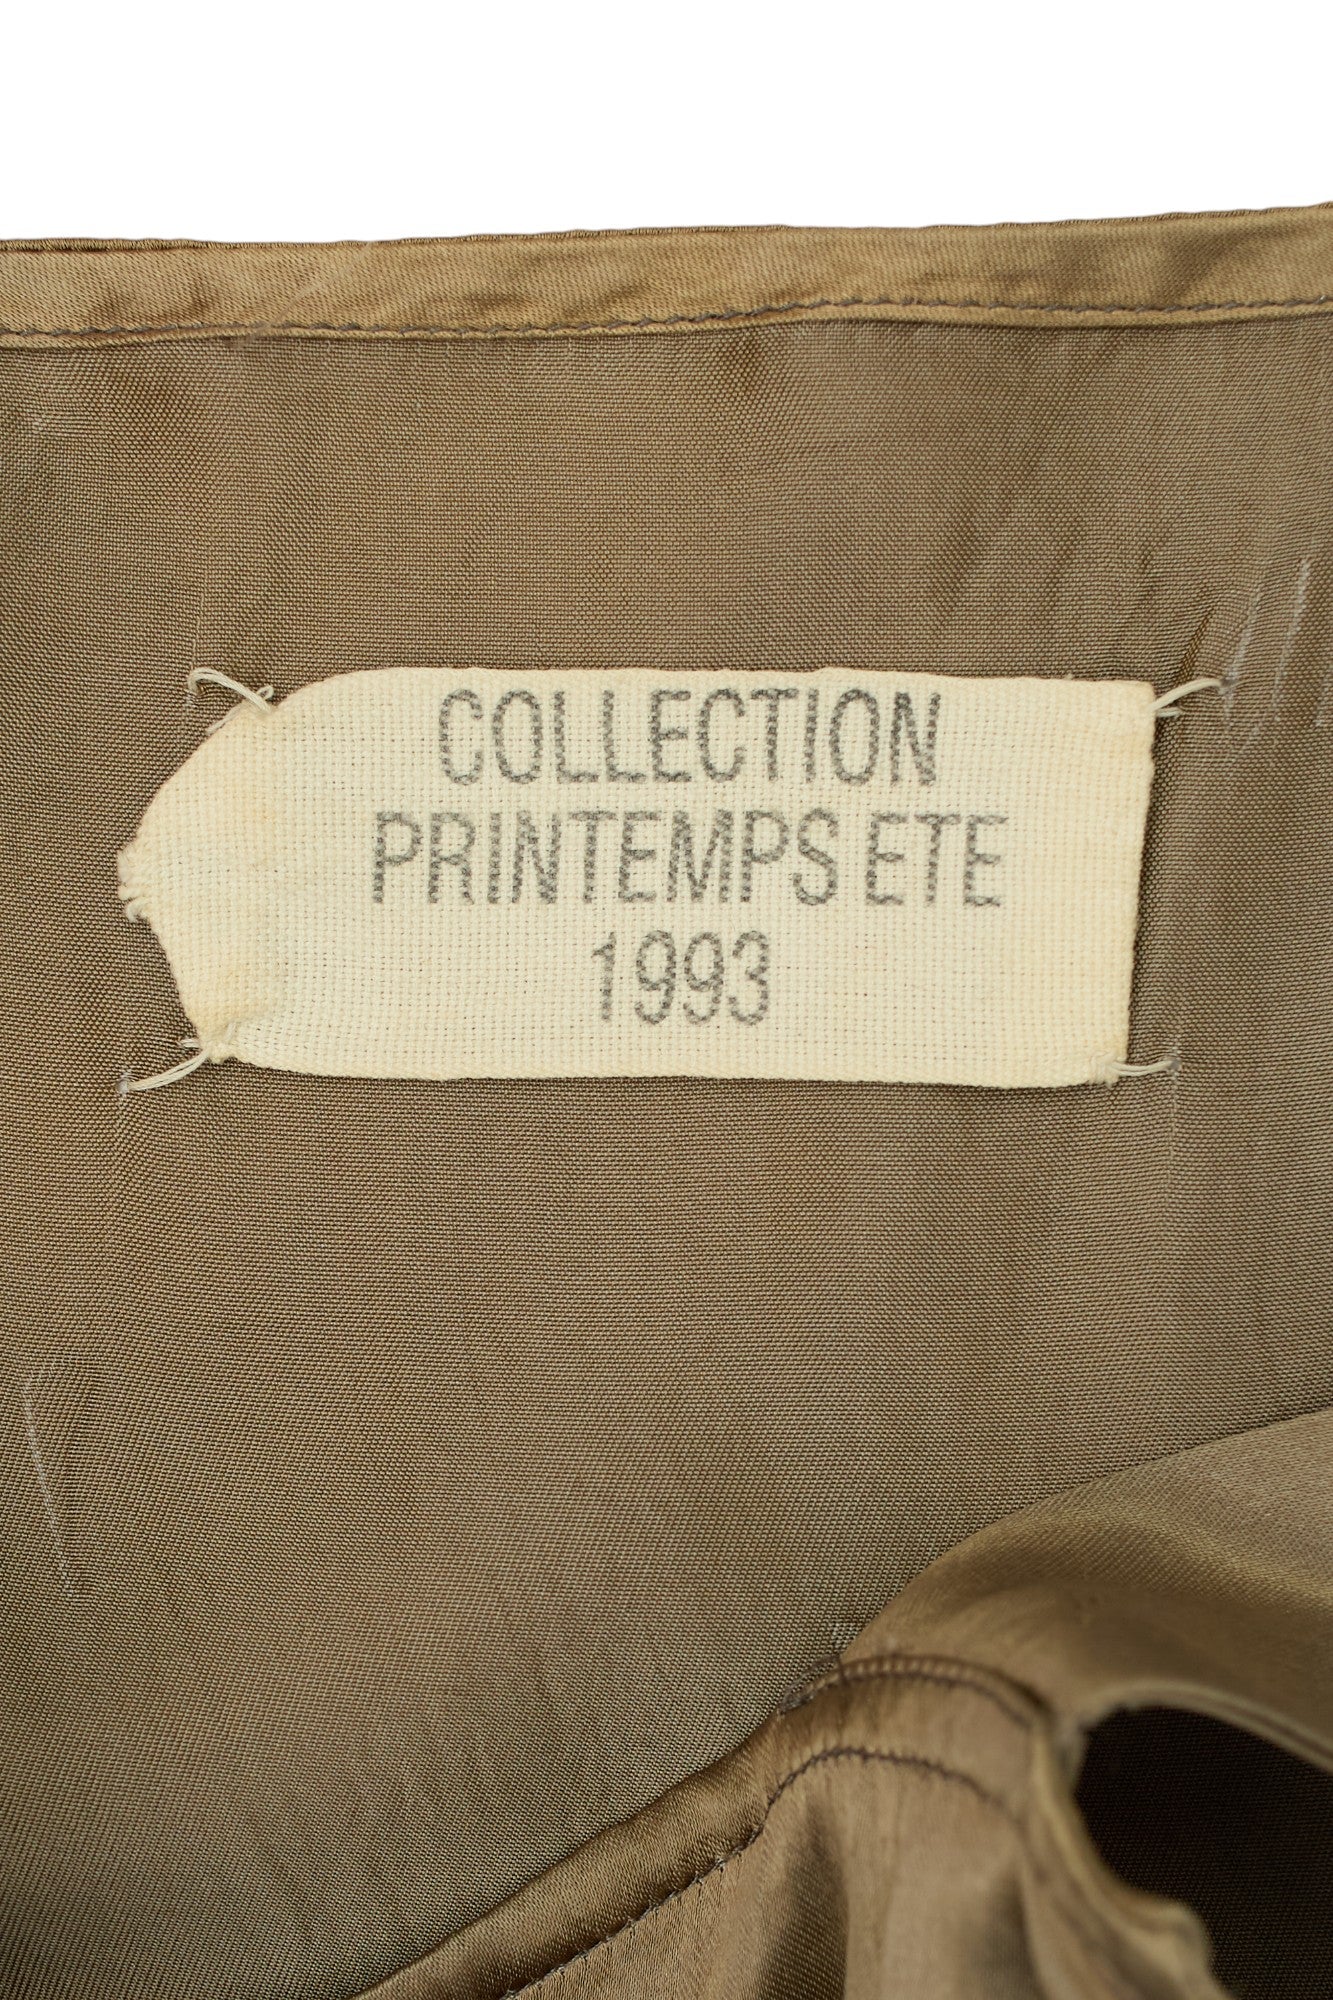 COLLECTION
PRINTEMPS ETE
1993